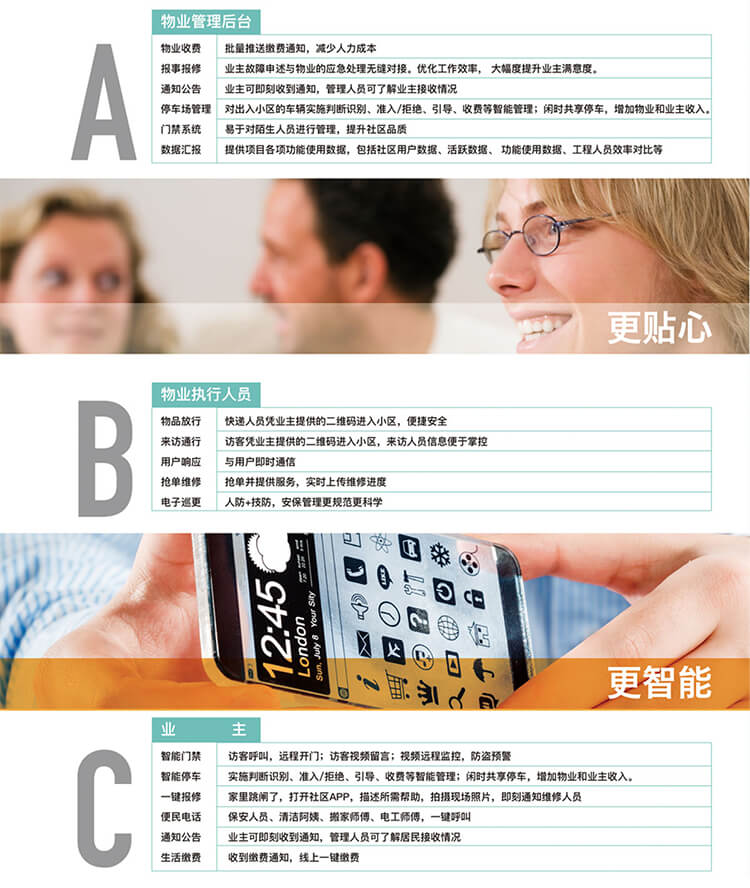 A
物业管理后台
物业收费 批量推送缴费通知，减少人力成本
报事报修 业主故障申述与物业的应急处理无缝对接。优化工作效率， 大幅度提升业主满意度。
通知公告 业主可即刻收到通知，管理人员可了解业主接收情况
停车场管理 对出入小区的车辆实施判断识别、准入/拒绝、引导、收费等智能管理；闲时共享停车，增加物业和业主收入。
门禁系统 易于对陌生人员进行管理，提升社区品质
数据汇报 提供项目各项功能使用数据，包括社区用户数据、活跃数据、 功能使用数据、工程人员效率对比等
更贴心
B
物业执行人员
物品放行 快递人员凭业主提供的二维码进入小区，便捷安全
来访通行 访客凭业主提供的二维码进入小区，来访人员信息便于掌控
用户响应 与用户即时通信
抢单维修 抢单并提供服务，实时上传维修进度
电子巡更 人防+技防，安保管理更规范更科学
12:45
London
Sun, July 8 Your Sity
更智能
C
业 主
智能门禁 访客呼叫，远程开门；访客视频留言；视频远程监控，防盗预警
智能停车 实施判断识别、准入/拒绝、引导、收费等智能管理；闲时共享停车，增加物业和业主收入。
一键报修 家里跳闸了，打开社区APP，描述所需帮助，拍摄现场照片，即刻通知维修人员
便民电话 保安人员、清洁阿姨、搬家师傅、电工师傅，一键呼叫
通知公告 业主可即刻收到通知，管理人员可了解居民接收情况
生活缴费 收到缴费通知，线上一键缴费